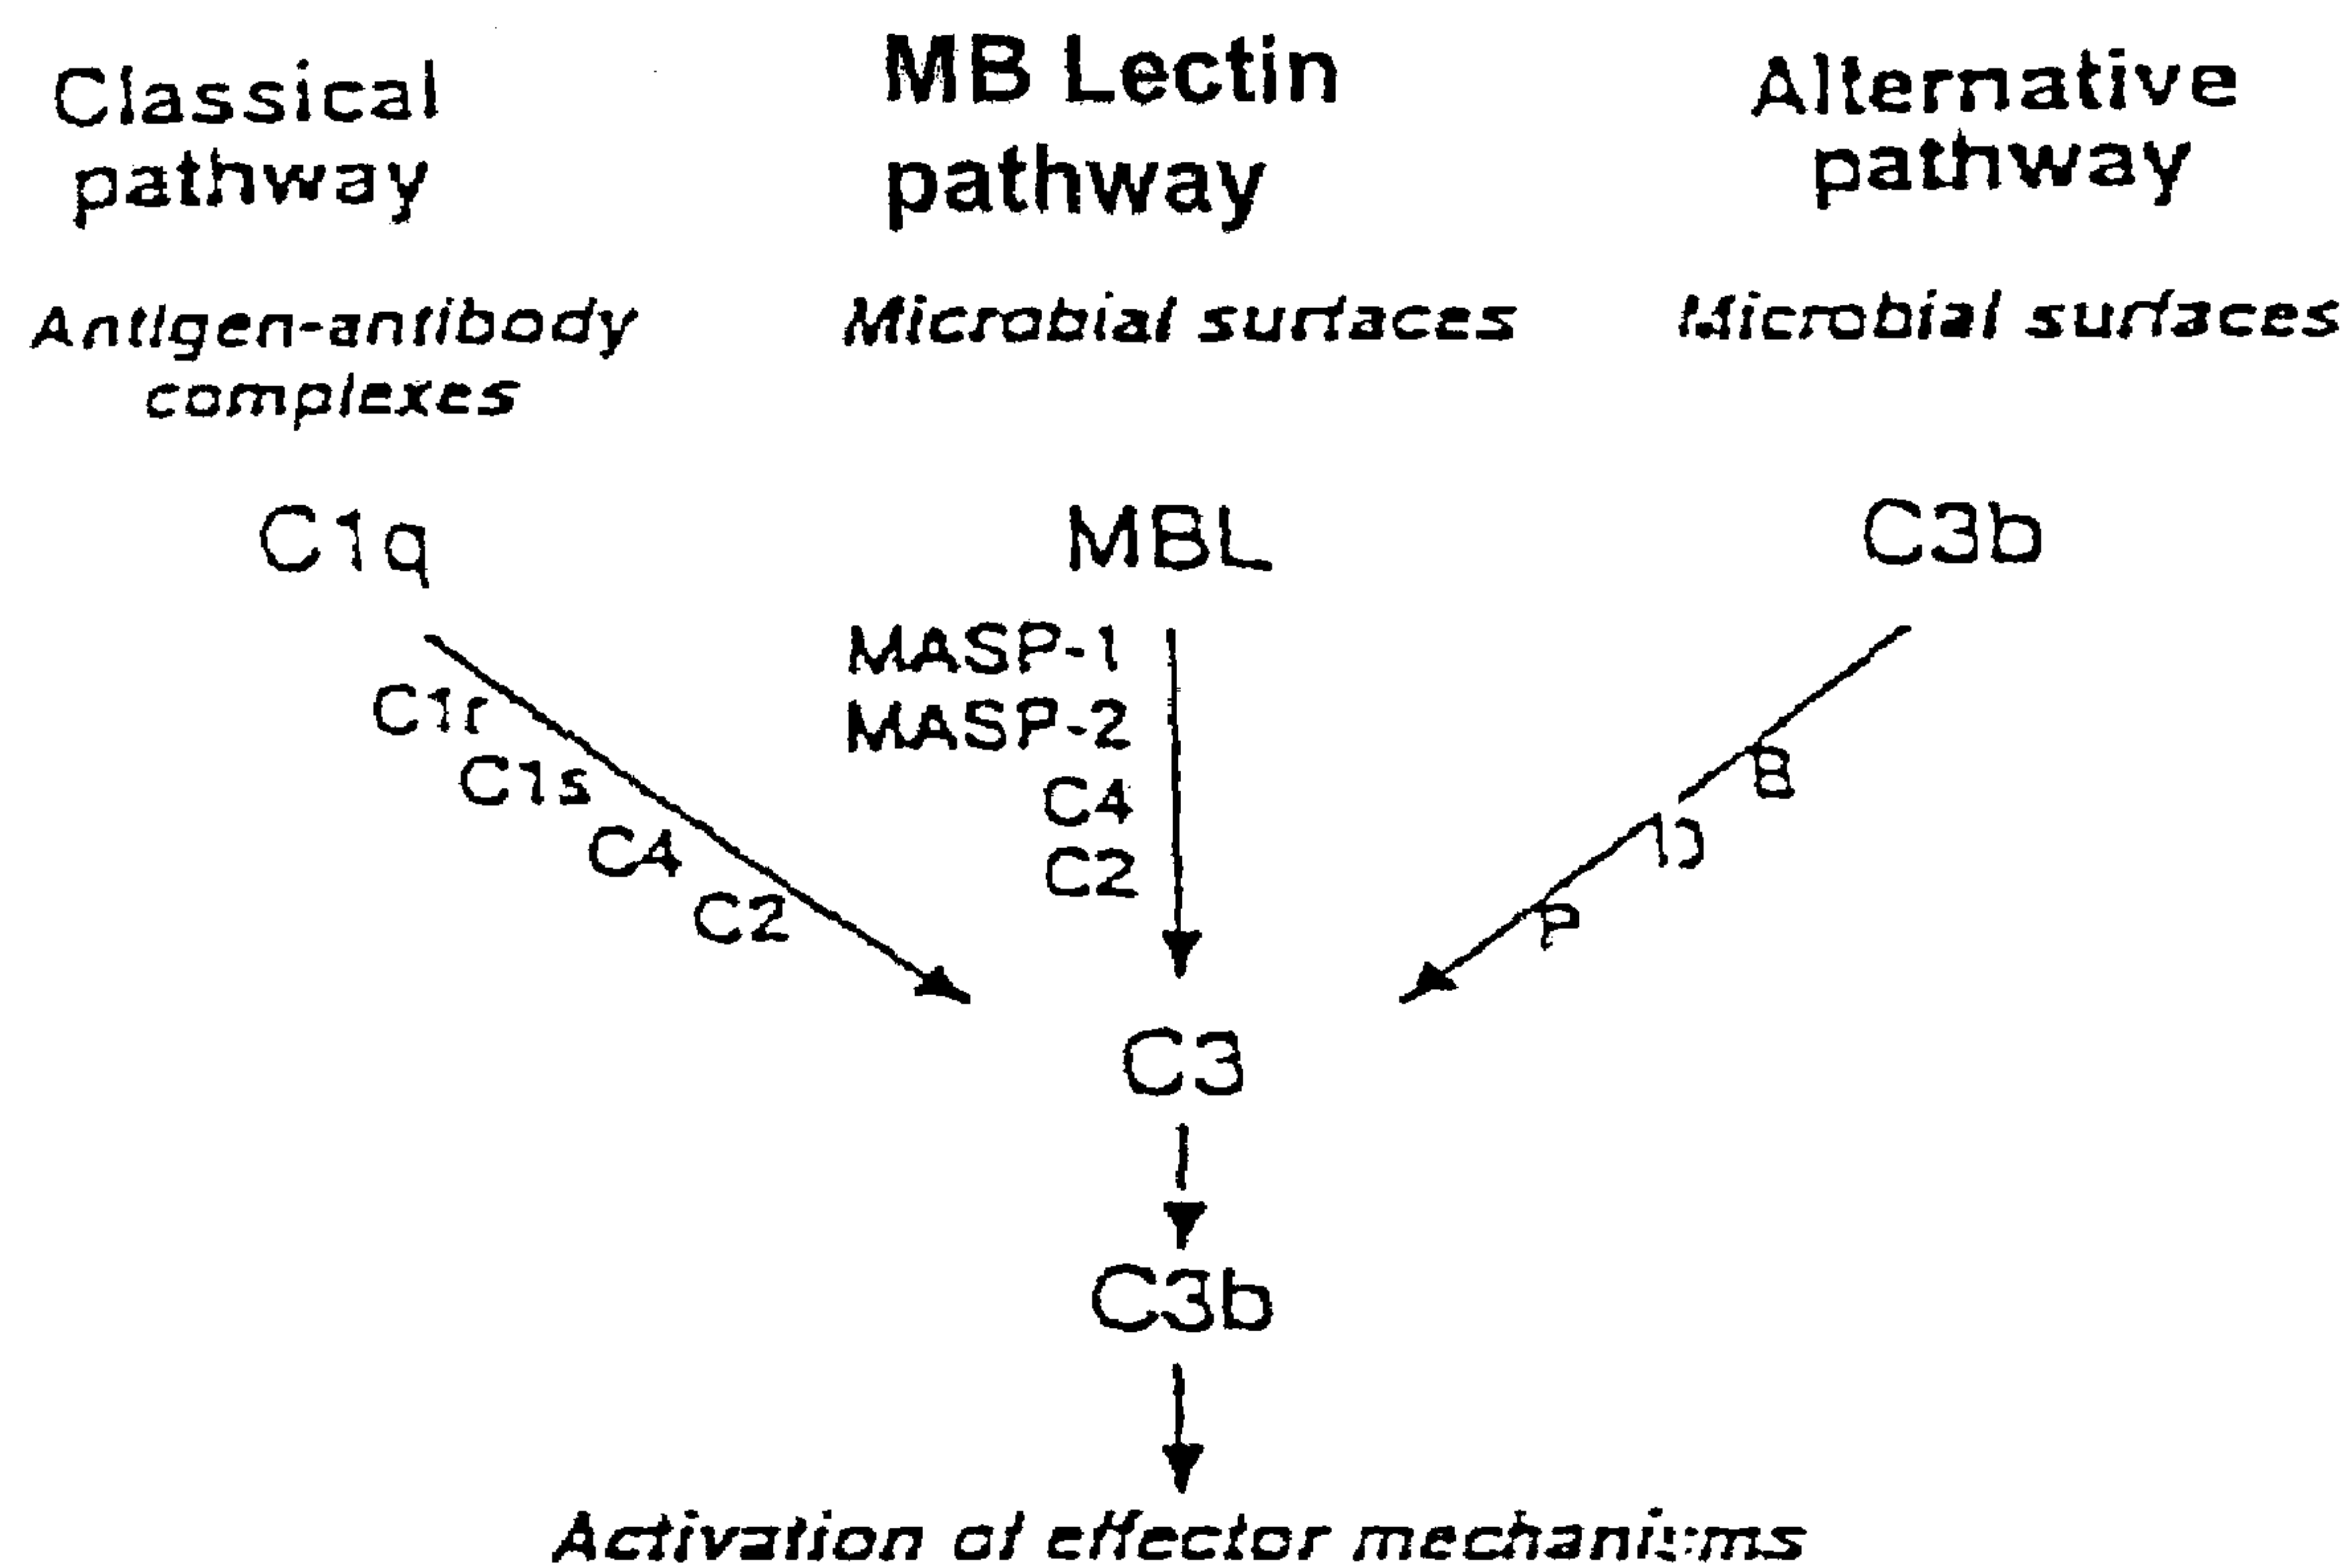 Classical
pathway
MB Lectin
pathway
Alternative
pathway
Antigen-antibody
complexes
Microbial surfaces
Microbial surfaces
C1q
MBL
C3b
C1r
C1s
C4
C2
MASP-1
MASP-2
C4
C2
B
D
P
C3
C3b
Activation of effector mechanisms